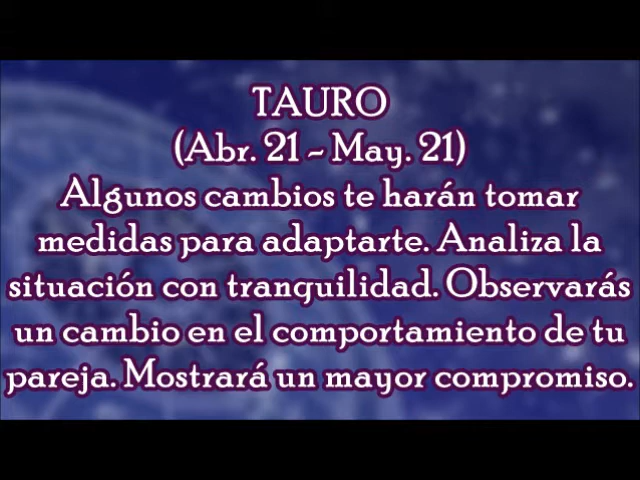 TAURO
(Abr. 21 - May. 21)
Algunos cambios te harán tomar
medidas para adaptarte. Analiza la
situación con tranquilidad. Observarás
un cambio en el comportamiento de tu
pareja. Mostrará un mayor compromiso.